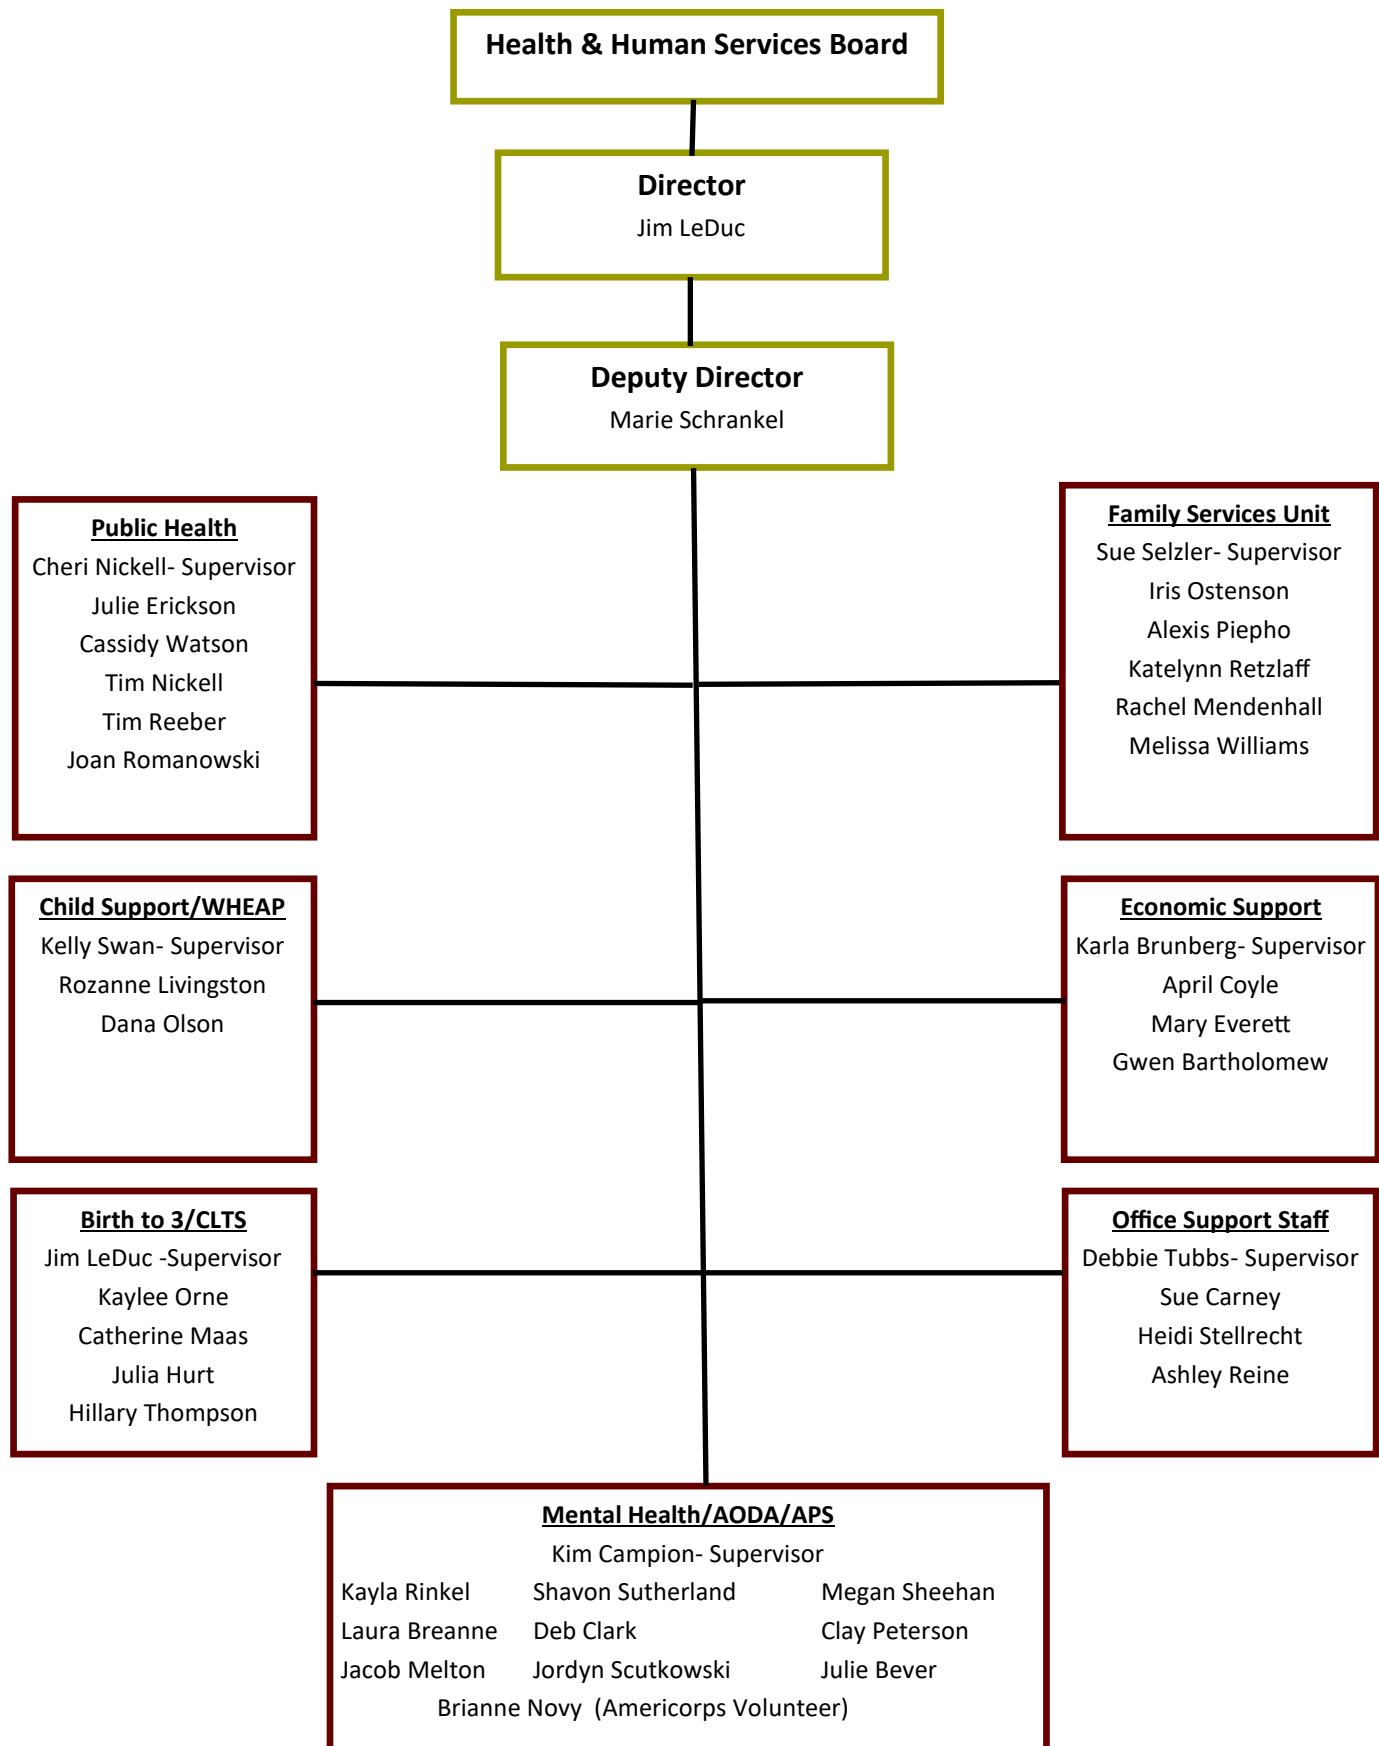 Health & Human Services Board
Director
Jim LeDuc
Deputy Director
Marie Schrankel
Public Health
Cheri Nickell- Supervisor
Julie Erickson
Cassidy Watson
Tim Nickell
Tim Reeber
Joan Romanowski
Family Services Unit
Sue Selzler- Supervisor
Iris Ostenson
Alexis Piepho
Katelynn Retzlaff
Rachel Mendenhall
Melissa Williams
Child Support/WHEAP
Kelly Swan- Supervisor
Rozanne Livingston
Dana Olson
Economic Support
Karla Brunberg- Supervisor
April Coyle
Mary Everett
Gwen Bartholomew
Birth to 3/CLTS
Jim LeDuc -Supervisor
Kaylee Orne
Catherine Maas
Julia Hurt
Hillary Thompson
Office Support Staff
Debbie Tubbs- Supervisor
Sue Carney
Heidi Stellrecht
Ashley Reine
Mental Health/AODA/APS
Kim Campion- Supervisor
Kayla Rinkel Shavon Sutherland Megan Sheehan
Laura Breanne Deb Clark Clay Peterson
Jacob Melton Jordyn Scutkowski Julie Bever
Brianne Novy  (Americorps Volunteer)